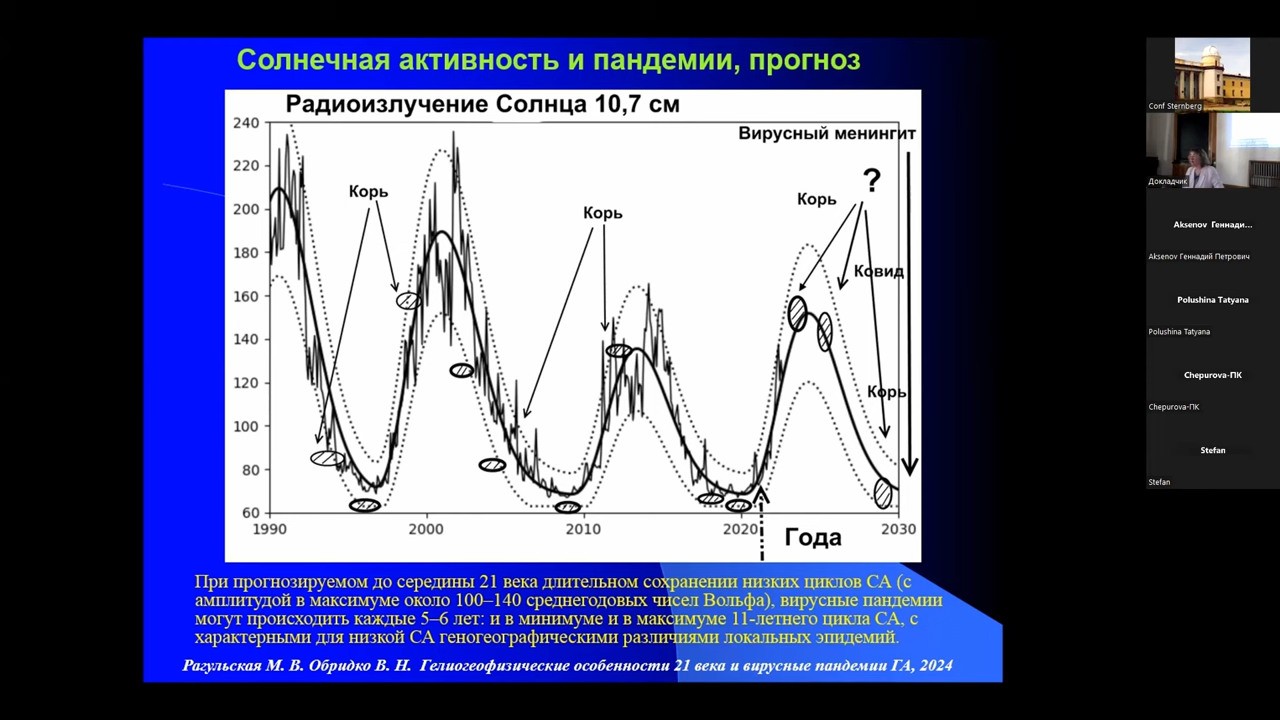 Солнечная активность и пандемии, прогноз
Радиоизлучение Солнца 10,7 см
240
220
200
180
160
140
120
100
80
60
1990
2000
2010
2020
2030
Вирусный менингит
?
Корь
Корь
Корь
Ковид
Корь
Года
При прогнозируемом до середины 21 века длительном сохранении низких циклов СА (с
амплитудой в максимуме около 100–140 среднегодовых чисел Вольфа), вирусные пандемии
могут происходить каждые 5–6 лет: и в минимуме и в максимуме 11-летнего цикла СА, с
характерными для низкой СА геногеографическими различиями локальных эпидемий.
Рагульская М. В. Обридко В. Н. Гелиогеофизические особенности 21 века и вирусные пандемии ГА, 2024
Conf Sternberg
Докладчик
Aksenov Геннади...
Aksenov Геннадий Петрович
Polushina Tatyana
Polushina Tatyana
Chepurova-ПК
Chepurova-ПК
Stefan
Stefan